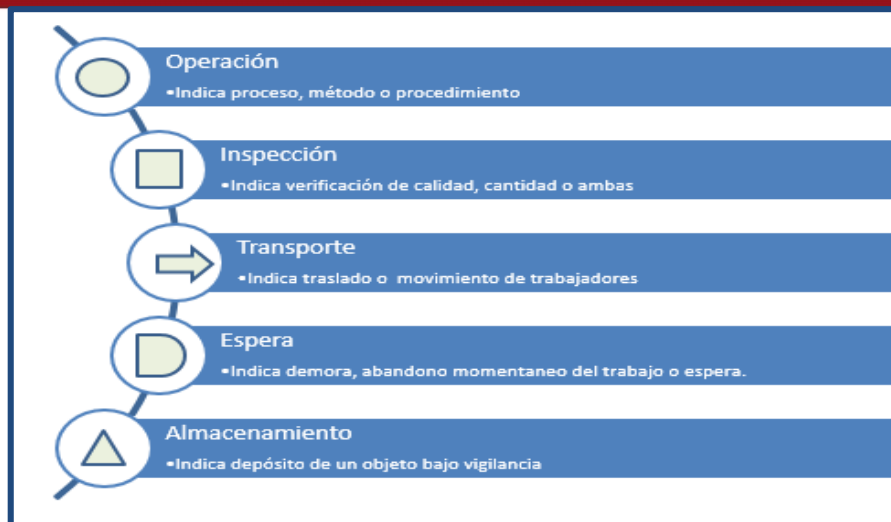 Operación
•Indica proceso, método o procedimiento
Inspección
•Indica verificación de calidad, cantidad o ambas
Transporte
•Indica traslado o movimiento de trabajadores
Espera
•Indica demora, abandono momentaneo del trabajo o espera.
Almacenamiento
•Indica depósito de un objeto bajo vigilancia